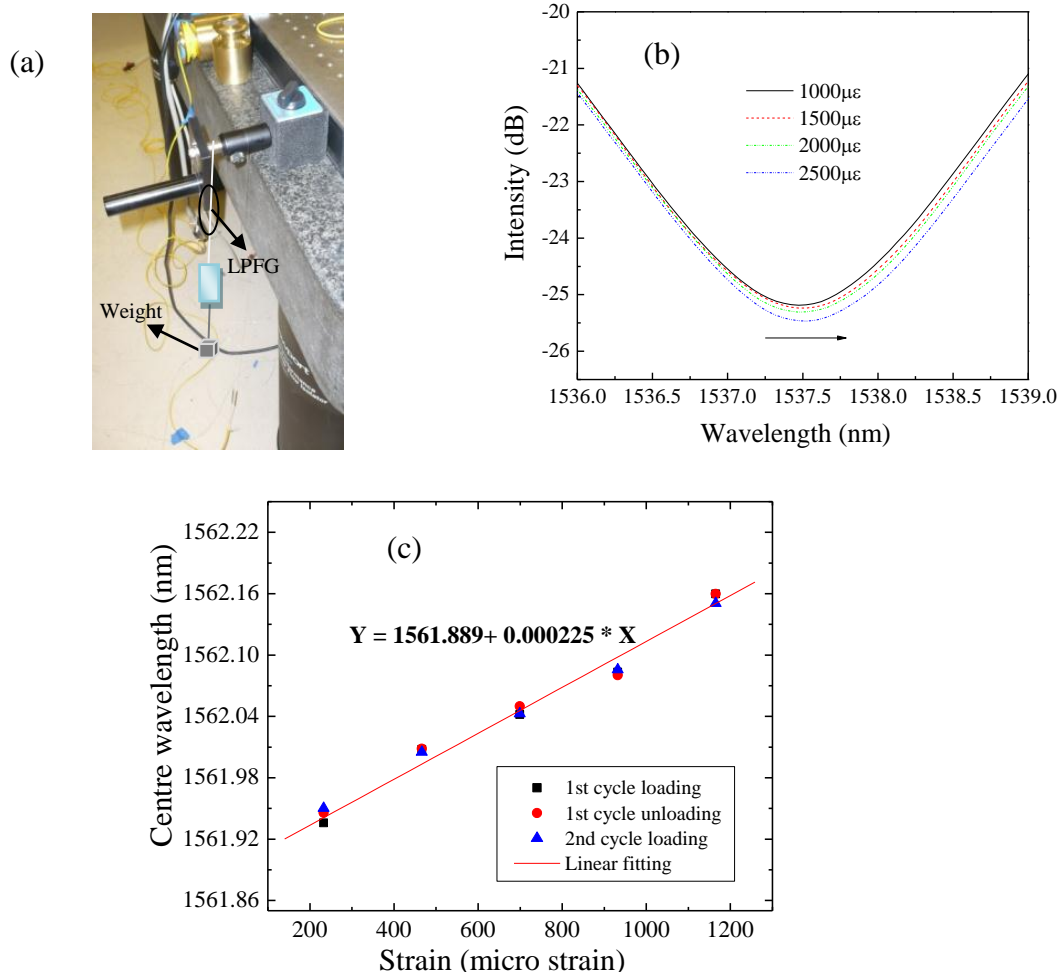 (a)
LPFG
Weight
(b)
-20
-21
-22
-23
-24
-25
-26
Intensity (dB)
1000με
1500με
2000με
2500με
1536.0 1536.5 1537.0 1537.5 1538.0 1538.5 1539.0
Wavelength (nm)
(c)
1562.22
1562.16
1562.10
1562.04
1561.98
1561.92
1561.86
Centre wavelength (nm)
Y = 1561.889+ 0.000225 * X
1st cycle loading
1st cycle unloading
2nd cycle loading
Linear fitting
200 400 600 800 1000 1200
Strain (micro strain)